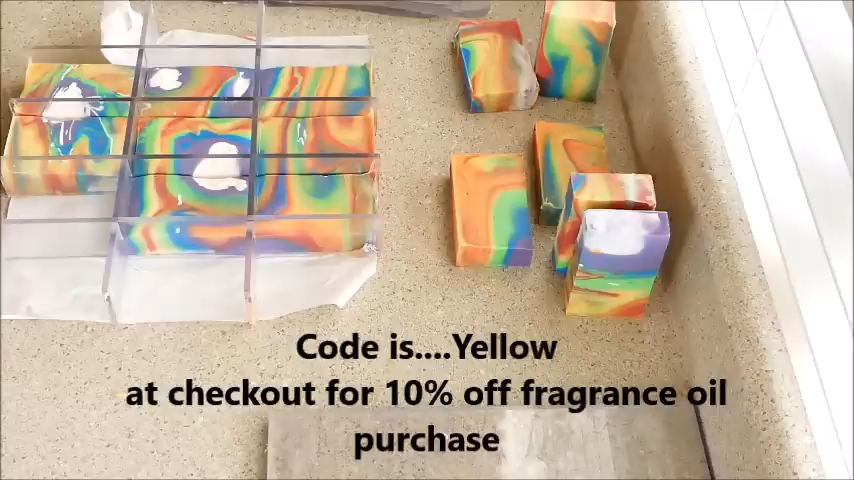 Code is....Yellow
at checkout for 10% off fragrance oil
purchase